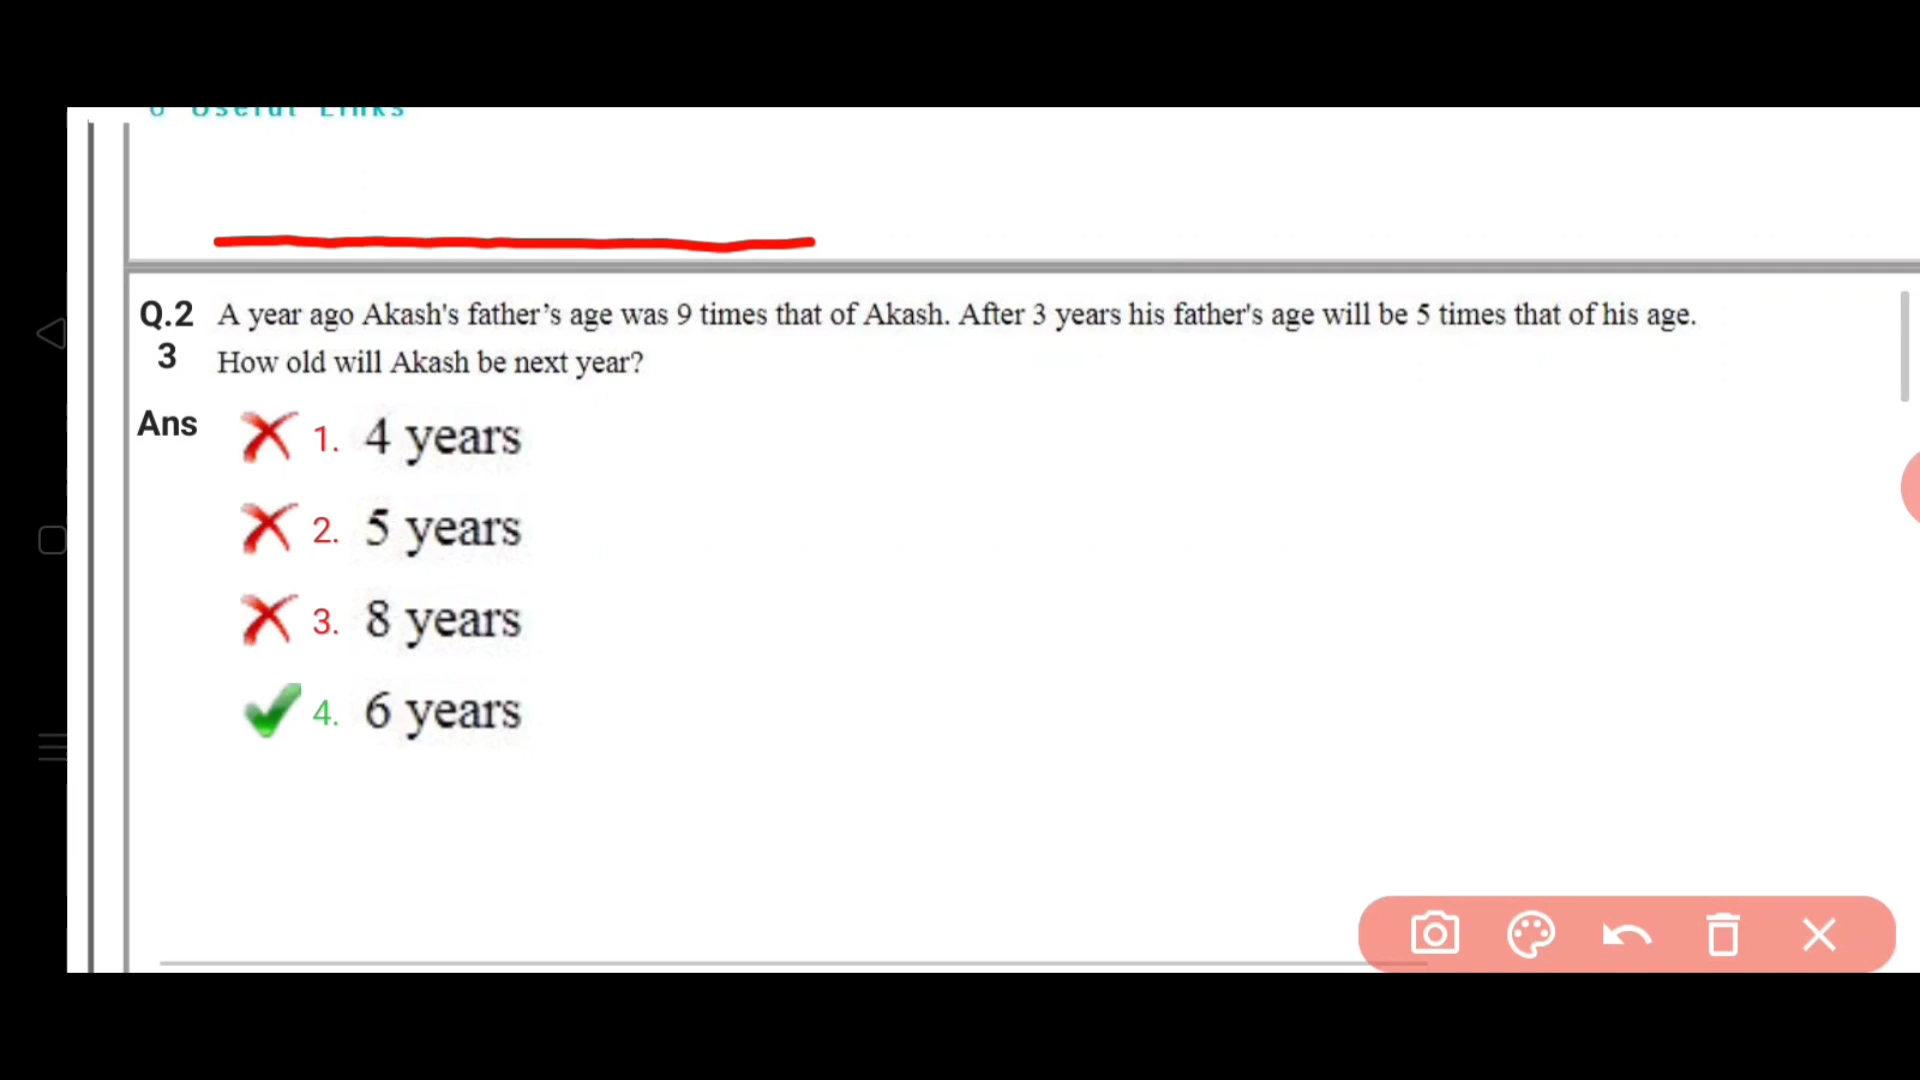 Useful Links
Q.2 A year ago Akash's father’s age was 9 times that of Akash. After 3 years his father's age will be 5 times that of his age.
3 How old will Akash be next year?
Ans 1. 4 years
2. 5 years
3. 8 years
4. 6 years